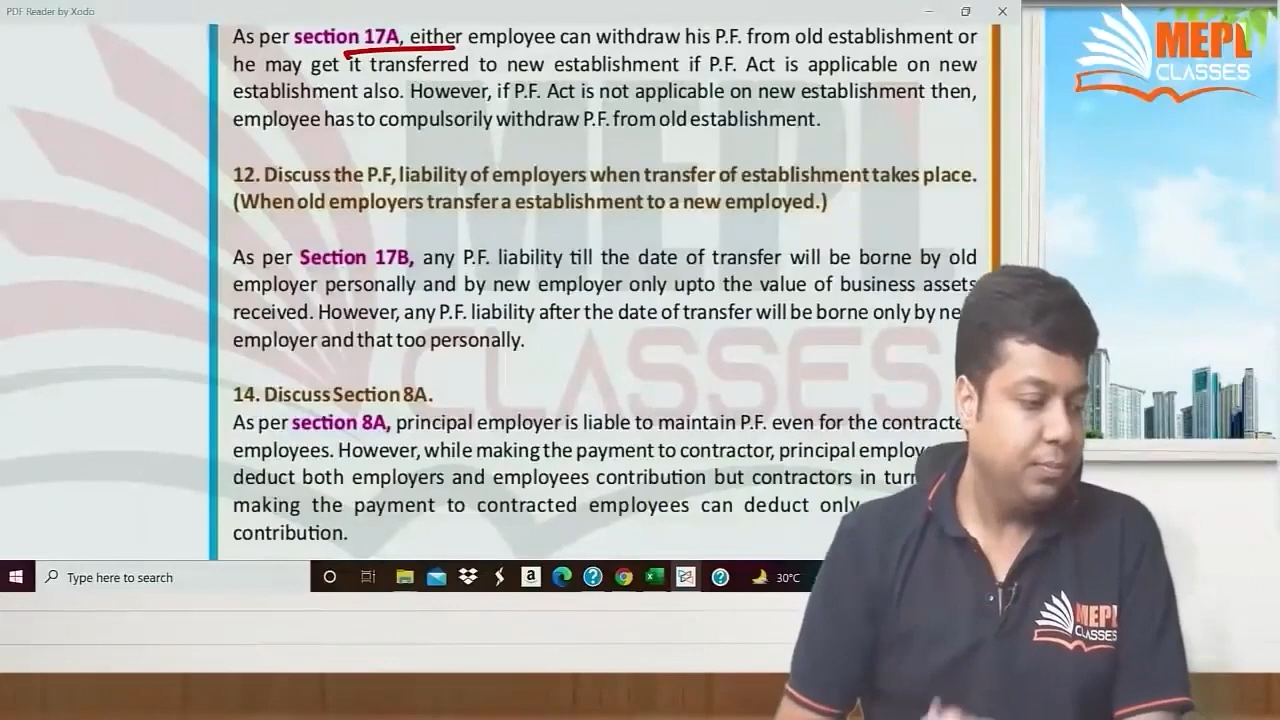 PDF Reader by Xodo
As per section 17A, either employee can withdraw his P.F. from old establishment or
he may get it transferred to new establishment if P.F. Act is applicable on new
establishment also. However, if P.F. Act is not applicable on new establishment then,
employee has to compulsorily withdraw P.F. from old establishment.
12. Discuss the P.F, liability of employers when transfer of establishment takes place.
(When old employers transfer a establishment to a new employed.)
As per Section 17B, any P.F. liability till the date of transfer will be borne by old
employer personally and by new employer only upto the value of business assets
received. However, any P.F. liability after the date of transfer will be borne only by ne
employer and that too personally.
14. Discuss Section 8A.
As per section 8A, principal employer is liable to maintain P.F. even for the contracte
employees. However, while making the payment to contractor, principal employ
deduct both employers and employees contribution but contractors in turn
making the payment to contracted employees can deduct only
contribution.
Type here to search
30°C
MEPL
CLASSES
MEPL
CLASSES
MEPL
CLASSES